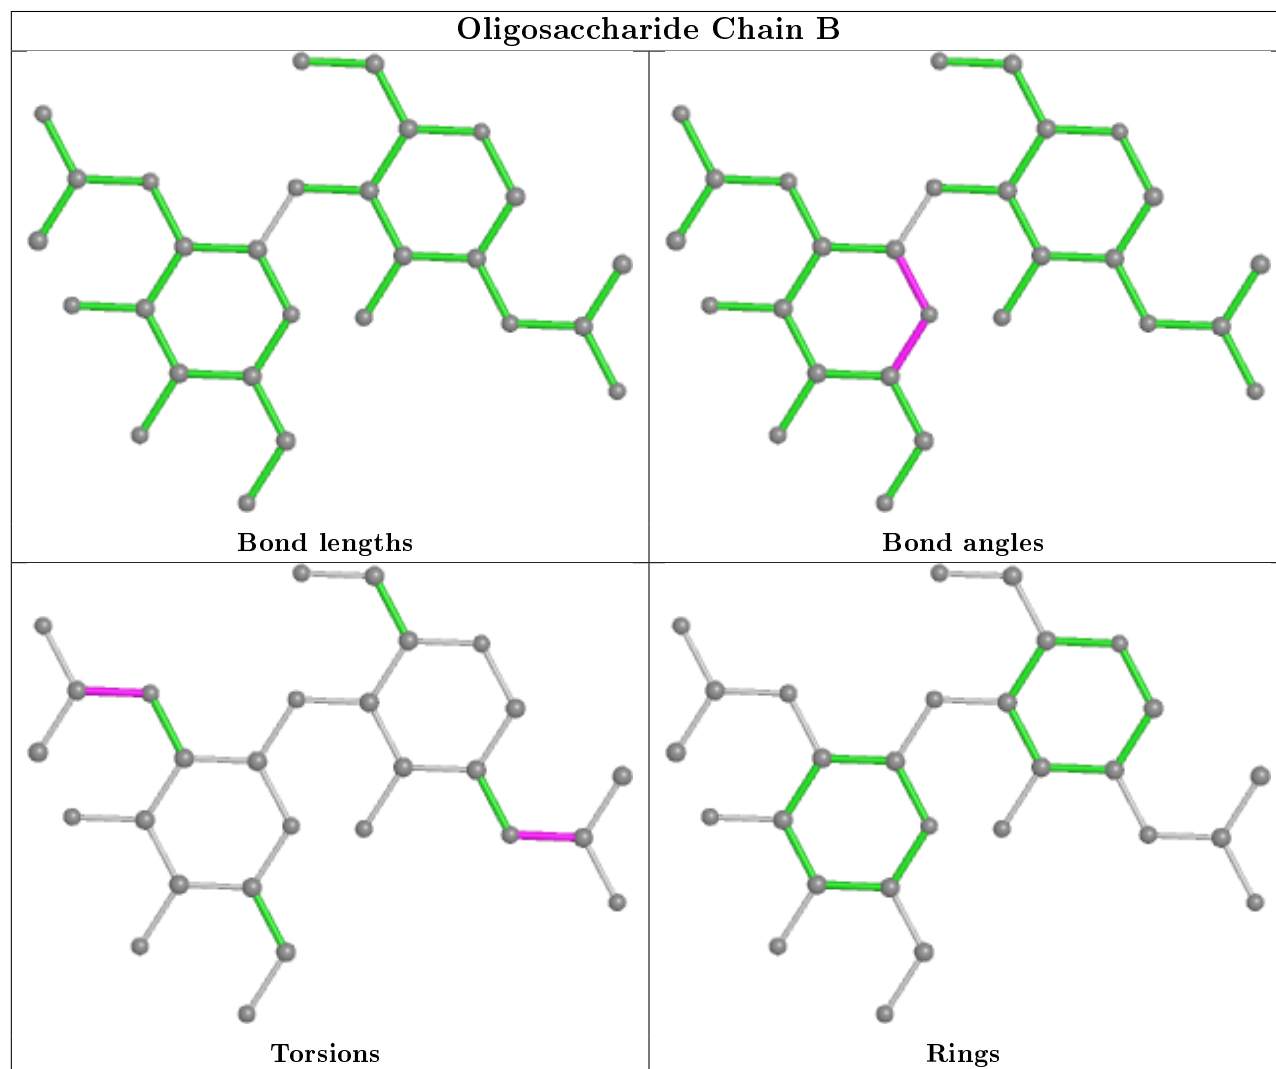 Oligosaccharide Chain B
Bond lengths
Bond angles
Torsions
Rings